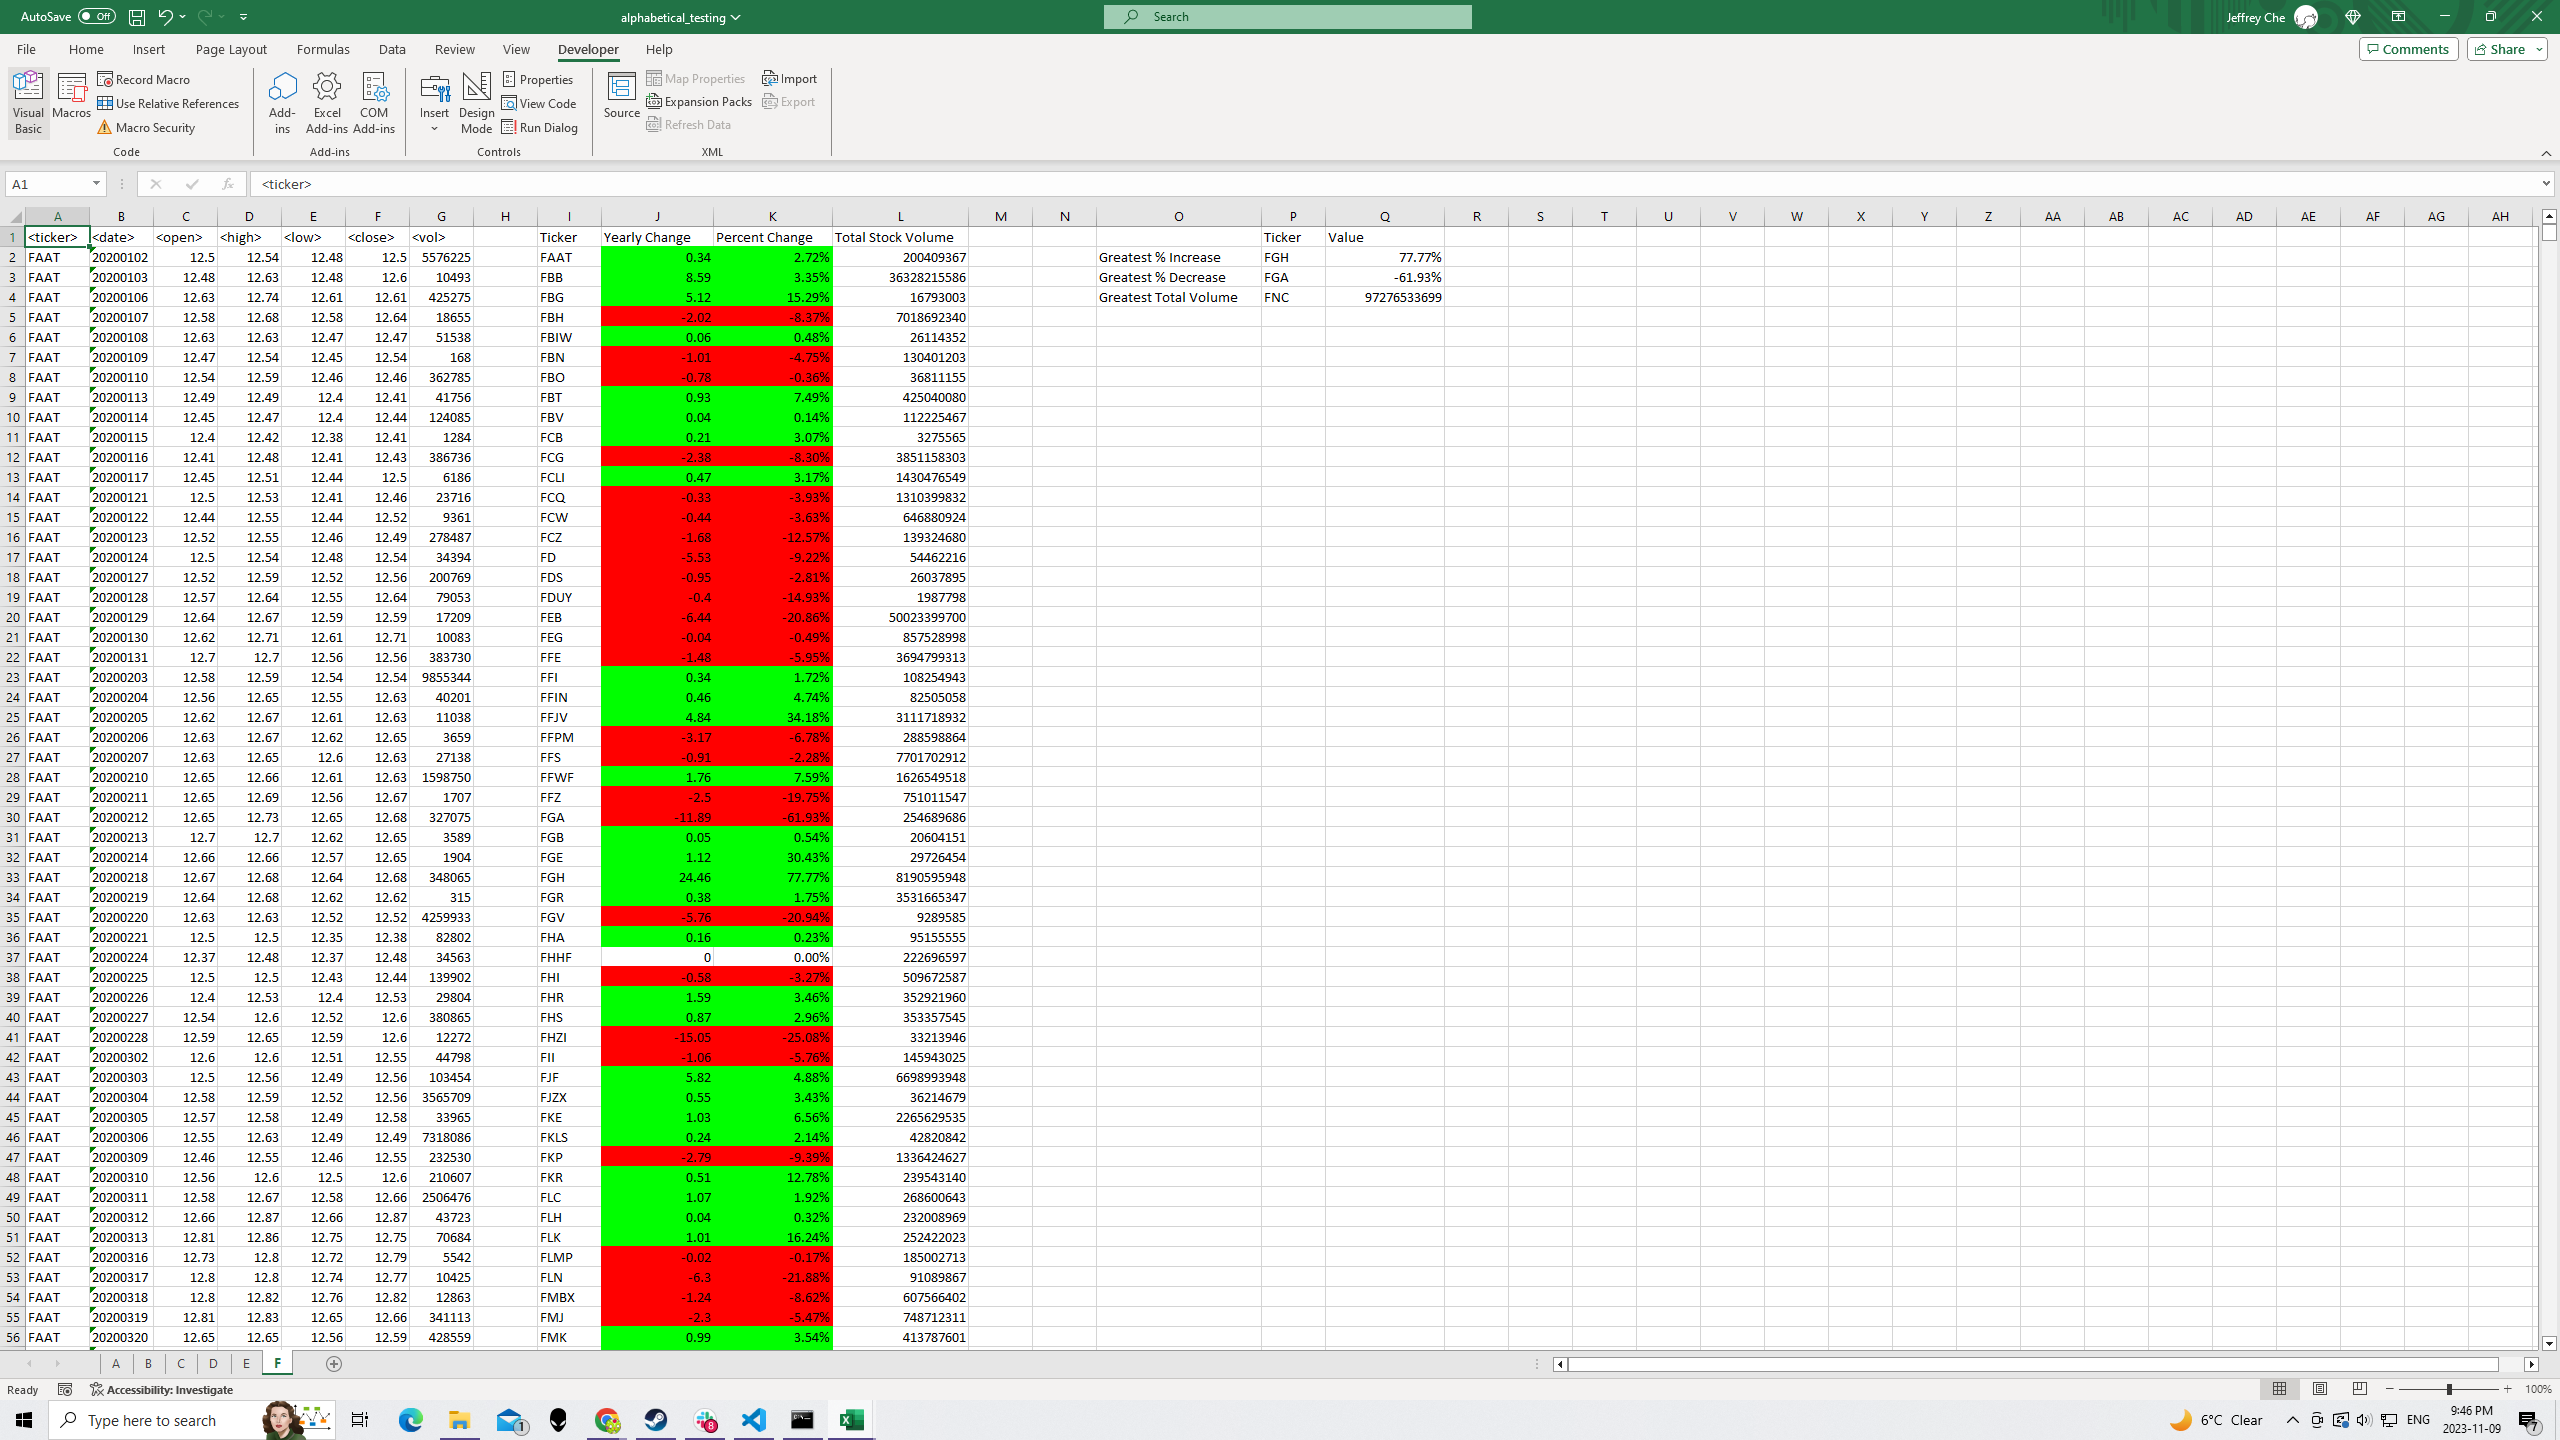 AutoSave Off alphabetical_testing Search Jeffrey Che
File Home Insert Page Layout Formulas Data Review View Developer Help Comments Share
Visual Basic Macros Record Macro Use Relative References Macro Security Code
Add-ins Excel Add-ins COM Add-ins Add-ins
Insert Design Mode Properties View Code Run Dialog Controls
Source Map Properties Expansion Packs Refresh Data Import Export XML
A1 fx <ticker>
A B C D E F G H I J K L M N O P Q R S T U V W X Y Z AA AB AC AD AE AF AG AH
1 <ticker> <date> <open> <high> <low> <close> <vol> Ticker Yearly Change Percent Change Total Stock Volume Ticker Value
2 FAAT 20200102 12.5 12.54 12.48 12.5 5576225 FAAT 0.34 2.72% 200409367 Greatest % Increase FGH 77.77%
3 FAAT 20200103 12.48 12.63 12.48 12.6 10493 FBB 8.59 3.35% 36328215586 Greatest % Decrease FGA -61.93%
4 FAAT 20200106 12.63 12.74 12.61 12.61 425275 FBG 5.12 15.29% 16793003 Greatest Total Volume FNC 97276533699
5 FAAT 20200107 12.58 12.68 12.58 12.64 18655 FBH -2.02 -8.37% 7018692340
6 FAAT 20200108 12.63 12.63 12.47 12.47 51538 FBIW 0.06 0.48% 26114352
7 FAAT 20200109 12.47 12.54 12.45 12.54 168 FBN -1.01 -4.75% 130401203
8 FAAT 20200110 12.54 12.59 12.46 12.46 362785 FBO -0.78 -0.36% 36811155
9 FAAT 20200113 12.49 12.49 12.4 12.41 41756 FBT 0.93 7.49% 425040080
10 FAAT 20200114 12.45 12.47 12.4 12.44 124085 FBV 0.04 0.14% 112225467
11 FAAT 20200115 12.4 12.42 12.38 12.41 1284 FCB 0.21 3.07% 3275565
12 FAAT 20200116 12.41 12.48 12.41 12.43 386736 FCG -2.38 -8.30% 3851158303
13 FAAT 20200117 12.45 12.51 12.44 12.5 6186 FCLI 0.47 3.17% 1430476549
14 FAAT 20200121 12.5 12.53 12.41 12.46 23716 FCQ -0.33 -3.93% 1310399832
15 FAAT 20200122 12.44 12.55 12.44 12.52 9361 FCW -0.44 -3.63% 646880924
16 FAAT 20200123 12.52 12.55 12.46 12.49 278487 FCZ -1.68 -12.57% 139324680
17 FAAT 20200124 12.5 12.54 12.48 12.54 34394 FD -5.53 -9.22% 54462216
18 FAAT 20200127 12.52 12.59 12.52 12.56 200769 FDS -0.95 -2.81% 26037895
19 FAAT 20200128 12.57 12.64 12.55 12.64 79053 FDUY -0.4 -14.93% 1987798
20 FAAT 20200129 12.64 12.67 12.59 12.59 17209 FEB -6.44 -20.86% 50023399700
21 FAAT 20200130 12.62 12.71 12.61 12.71 10083 FEG -0.04 -0.49% 857528998
22 FAAT 20200131 12.7 12.7 12.56 12.56 383730 FFE -1.48 -5.95% 3694799313
23 FAAT 20200203 12.58 12.59 12.54 12.54 9855344 FFI 0.34 1.72% 108254943
24 FAAT 20200204 12.56 12.65 12.55 12.63 40201 FFIN 0.46 4.74% 82505058
25 FAAT 20200205 12.62 12.67 12.61 12.63 11038 FFJV 4.84 34.18% 3111718932
26 FAAT 20200206 12.63 12.67 12.62 12.65 3659 FFPM -3.17 -6.78% 288598864
27 FAAT 20200207 12.63 12.65 12.6 12.63 27138 FFS -0.91 -2.28% 7701702912
28 FAAT 20200210 12.65 12.66 12.61 12.63 1598750 FFWF 1.76 7.59% 1626549518
29 FAAT 20200211 12.65 12.69 12.56 12.67 1707 FFZ -2.5 -19.75% 751011547
30 FAAT 20200212 12.65 12.73 12.65 12.68 327075 FGA -11.89 -61.93% 254689686
31 FAAT 20200213 12.7 12.7 12.62 12.65 3589 FGB 0.05 0.54% 20604151
32 FAAT 20200214 12.66 12.66 12.57 12.65 1904 FGE 1.12 30.43% 29726454
33 FAAT 20200218 12.67 12.68 12.64 12.68 348065 FGH 24.46 77.77% 8190595948
34 FAAT 20200219 12.64 12.68 12.62 12.62 315 FGR 0.38 1.75% 3531665347
35 FAAT 20200220 12.63 12.63 12.52 12.52 4259933 FGV -5.76 -20.94% 9289585
36 FAAT 20200221 12.5 12.5 12.35 12.38 82802 FHA 0.16 0.23% 95155555
37 FAAT 20200224 12.37 12.48 12.37 12.48 34563 FHHF 0 0.00% 222696597
38 FAAT 20200225 12.5 12.5 12.43 12.44 139902 FHI -0.58 -3.27% 509672587
39 FAAT 20200226 12.4 12.53 12.4 12.53 29804 FHR 1.59 3.46% 352921960
40 FAAT 20200227 12.54 12.6 12.52 12.6 380865 FHS 0.87 2.96% 353357545
41 FAAT 20200228 12.59 12.65 12.59 12.6 12272 FHZI -15.05 -25.08% 33213946
42 FAAT 20200302 12.6 12.6 12.51 12.55 44798 FII -1.06 -5.76% 145943025
43 FAAT 20200303 12.5 12.56 12.49 12.56 103454 FJF 5.82 4.88% 6698993948
44 FAAT 20200304 12.58 12.59 12.52 12.56 3565709 FJZX 0.55 3.43% 36214679
45 FAAT 20200305 12.57 12.58 12.49 12.58 33965 FKE 1.03 6.56% 2265629535
46 FAAT 20200306 12.55 12.63 12.49 12.49 7318086 FKLS 0.24 2.14% 42820842
47 FAAT 20200309 12.46 12.55 12.46 12.55 232530 FKP -2.79 -9.39% 1336424627
48 FAAT 20200310 12.56 12.6 12.5 12.6 210607 FKR 0.51 12.78% 239543140
49 FAAT 20200311 12.58 12.67 12.58 12.66 2506476 FLC 1.07 1.92% 268600643
50 FAAT 20200312 12.66 12.87 12.66 12.87 43723 FLH 0.04 0.32% 232008969
51 FAAT 20200313 12.81 12.86 12.75 12.75 70684 FLK 1.01 16.24% 252422023
52 FAAT 20200316 12.73 12.8 12.72 12.79 5542 FLMP -0.02 -0.17% 185002713
53 FAAT 20200317 12.8 12.8 12.74 12.77 10425 FLN -6.3 -21.88% 91089867
54 FAAT 20200318 12.8 12.82 12.76 12.82 12863 FMBX -1.24 -8.62% 607566402
55 FAAT 20200319 12.81 12.83 12.65 12.66 341113 FMJ -2.3 -5.47% 748712311
56 FAAT 20200320 12.65 12.65 12.56 12.59 428559 FMK 0.99 3.54% 413787601
A B C D E F
Ready Accessibility: Investigate 100%
Type here to search 1 8 6°C Clear ENG 9:46 PM 7
2023-11-09